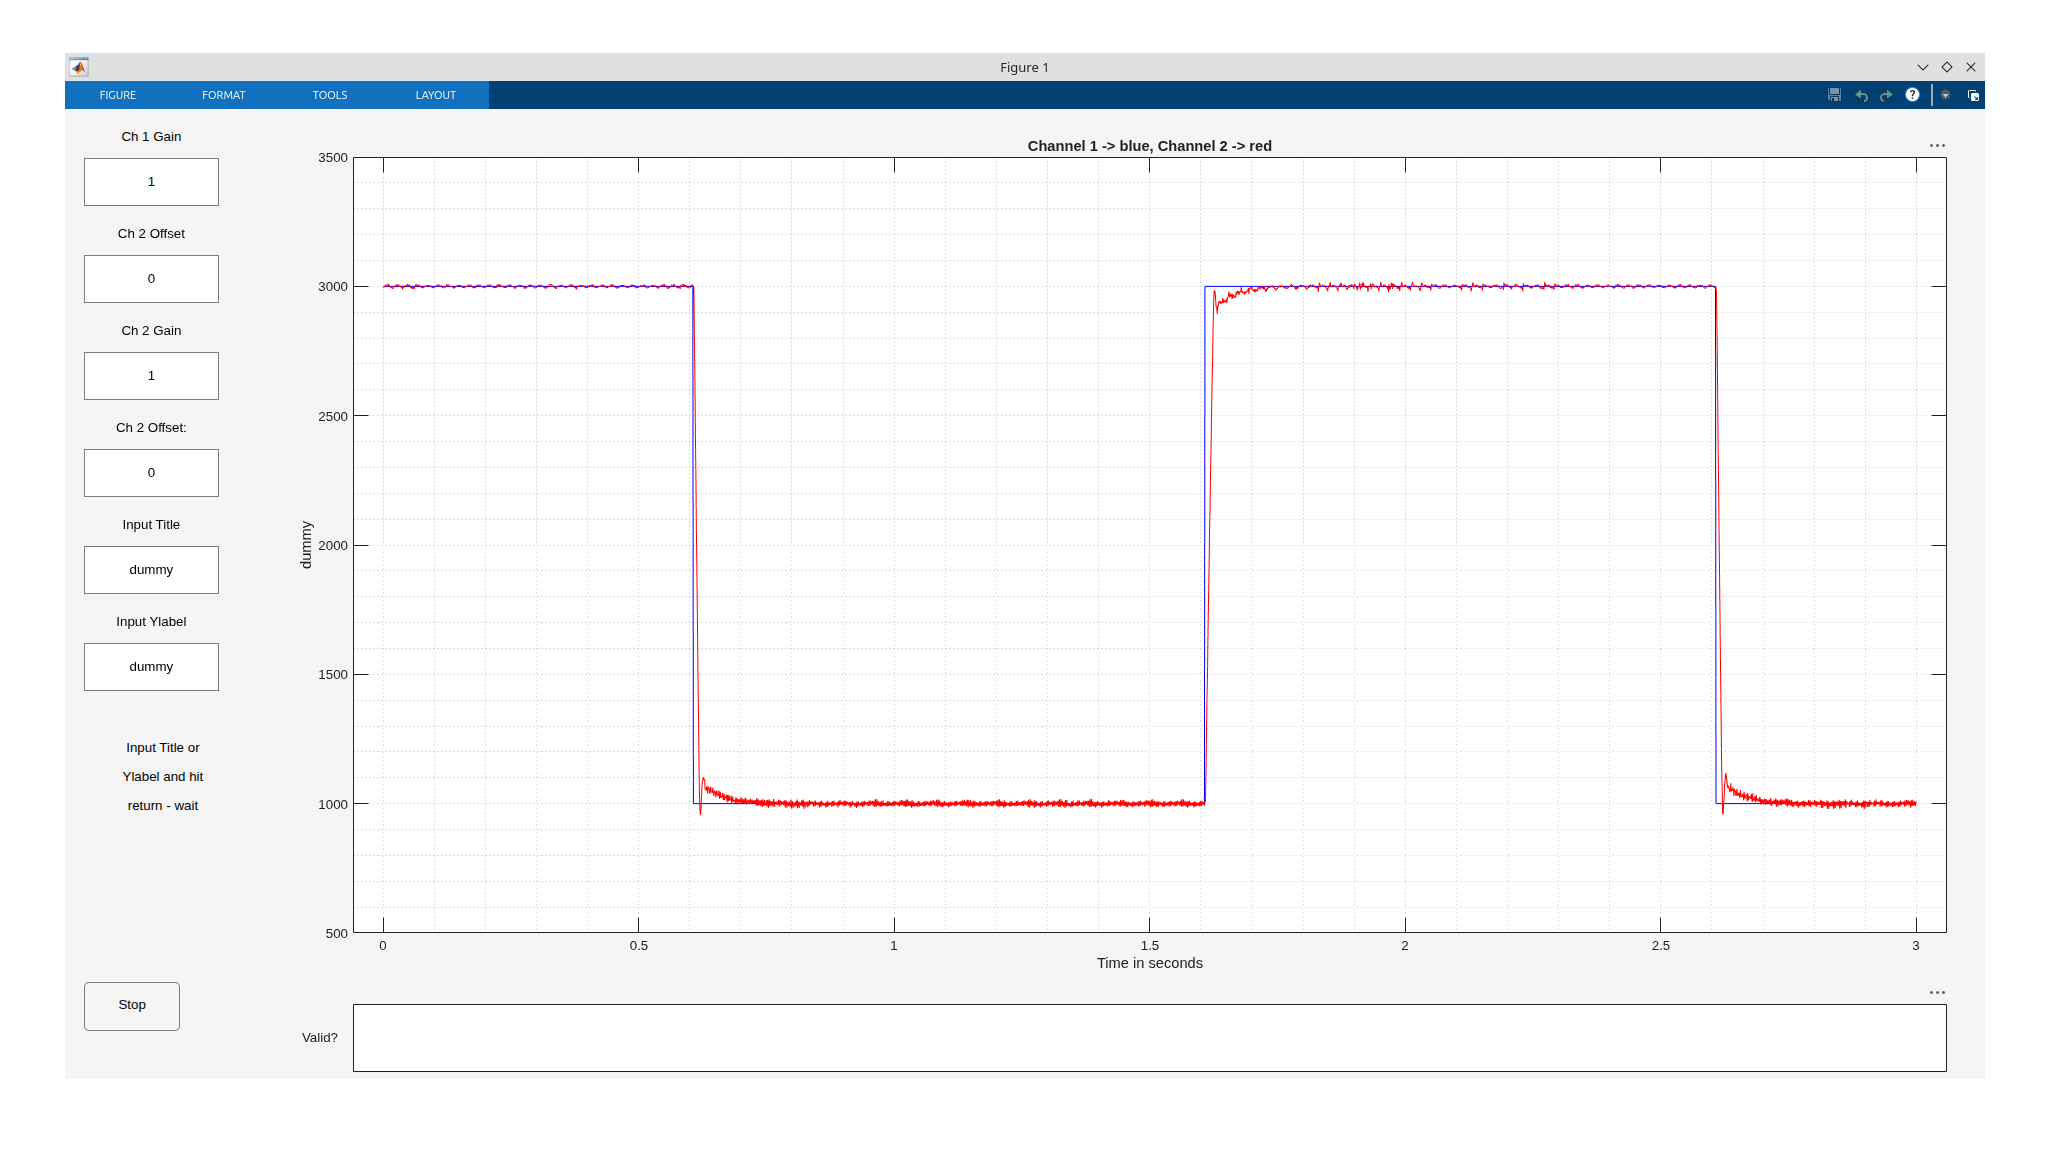 Figure 1
FIGURE FORMAT TOOLS LAYOUT
Ch 1 Gain
1
Ch 2 Offset
0
Ch 2 Gain
1
Ch 2 Offset:
0
Input Title
dummy
Input Ylabel
dummy
Input Title or
Ylabel and hit
return - wait
Stop
Channel 1 -> blue, Channel 2 -> red
3500
3000
2500
2000
1500
1000
500
dummy
0 0.5 1 1.5 2 2.5 3
Time in seconds
Valid?